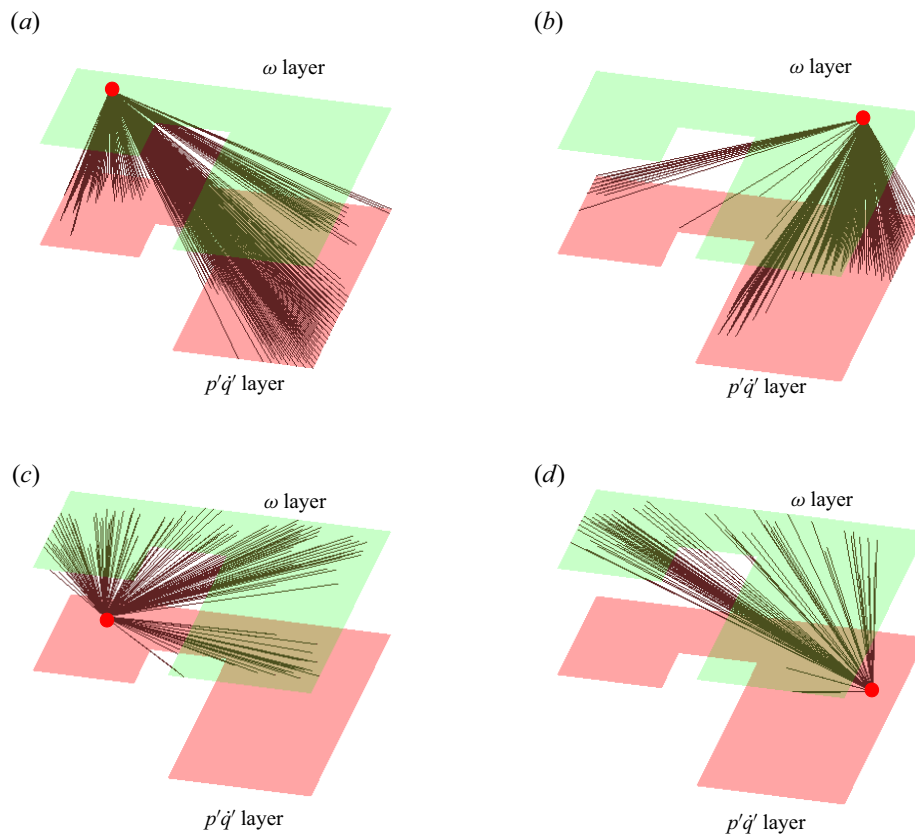 (a)
ω layer
p′q̇′ layer
(b)
ω layer
p′q̇′ layer
(c)
ω layer
p′q̇′ layer
(d)
ω layer
p′q̇′ layer